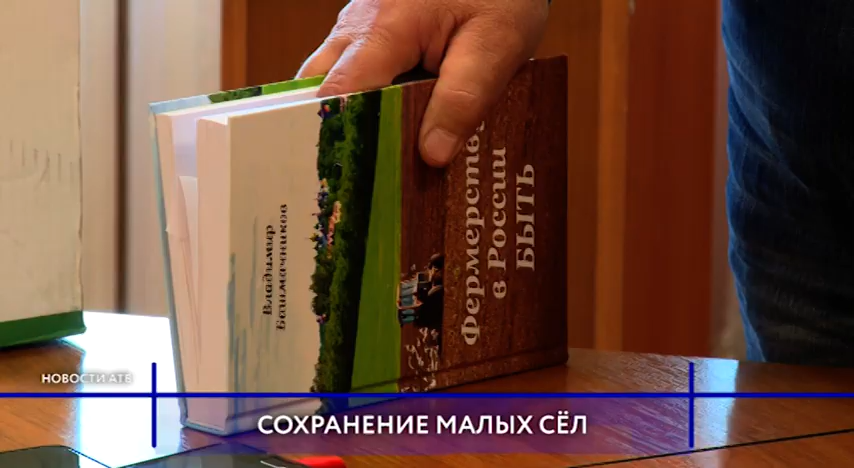 Владимир
Башмачников
Фермерству
в России
БЫТЬ
НОВОСТИ АТВ
СОХРАНЕНИЕ МАЛЫХ СЁЛ